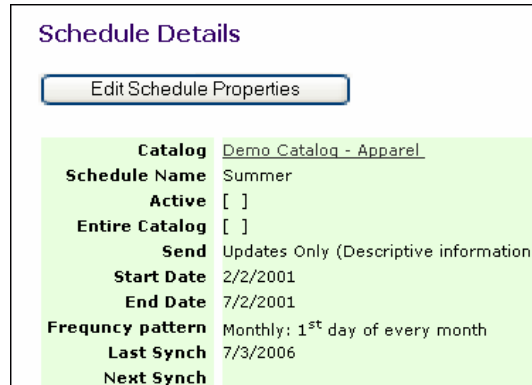 Schedule Details
Edit Schedule Properties
Catalog Demo Catalog - Apparel
Schedule Name Summer
Active [ ]
Entire Catalog [ ]
Send Updates Only (Descriptive information
Start Date 2/2/2001
End Date 7/2/2001
Frequncy pattern Monthly: 1st day of every month
Last Synch 7/3/2006
Next Synch